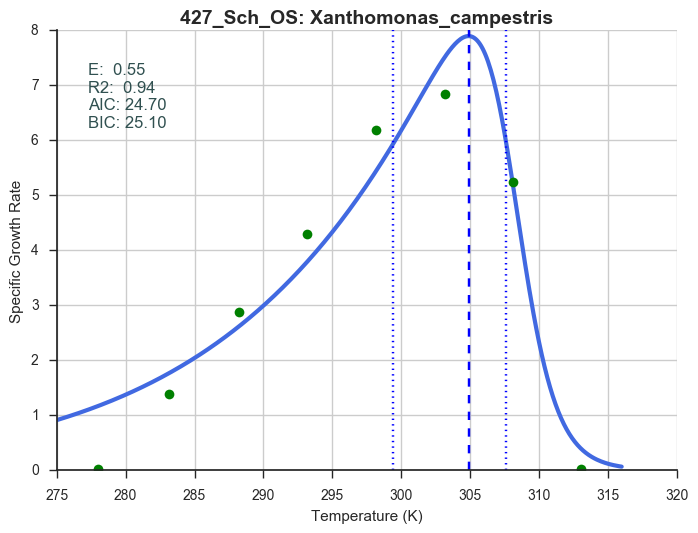 427_Sch_OS: Xanthomonas_campestris
E:  0.55
R2:  0.94
AIC: 24.70
BIC: 25.10
Specific Growth Rate
8
7
6
5
4
3
2
1
0
275 280 285 290 295 300 305 310 315 320
Temperature (K)